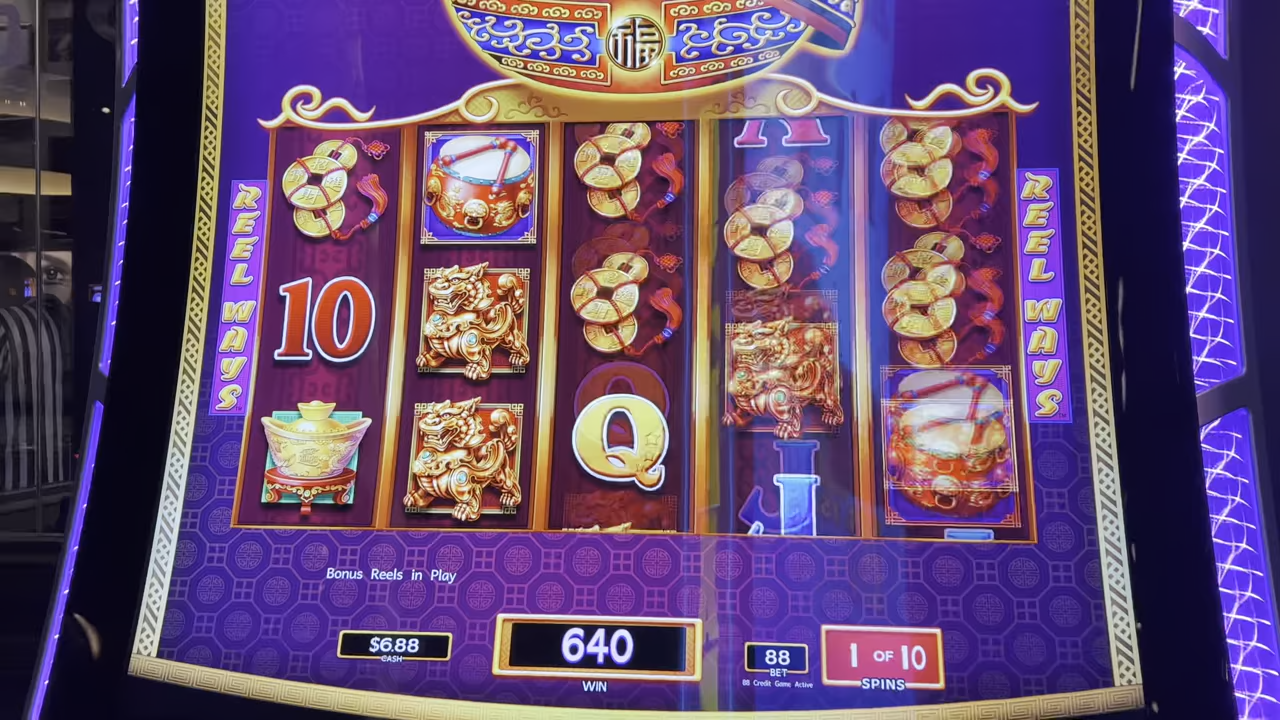 福
REEL WAYS
REEL WAYS
10
Q
J
Bonus Reels in Play
$6.88
CASH
640
WIN
88
BET
88 Credit Game Active
1 OF 10
SPINS